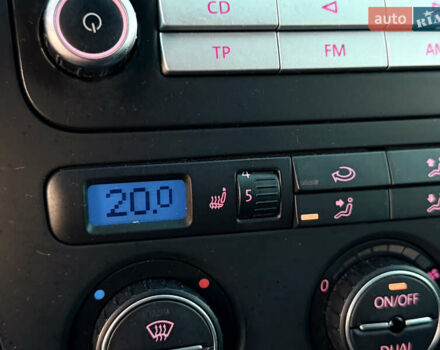 auto RIA
CD
TP FM AM
20.0
4
5
0
ON/OFF
DUAL